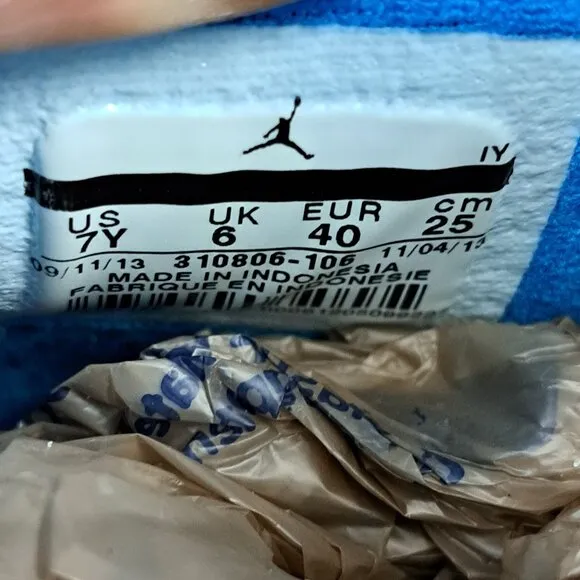 IY
US UK EUR cm
7Y 6 40 25
09/11/13 310806-106 11/04/13
MADE IN INDONESIA
FABRIQUE EN INDONESIE